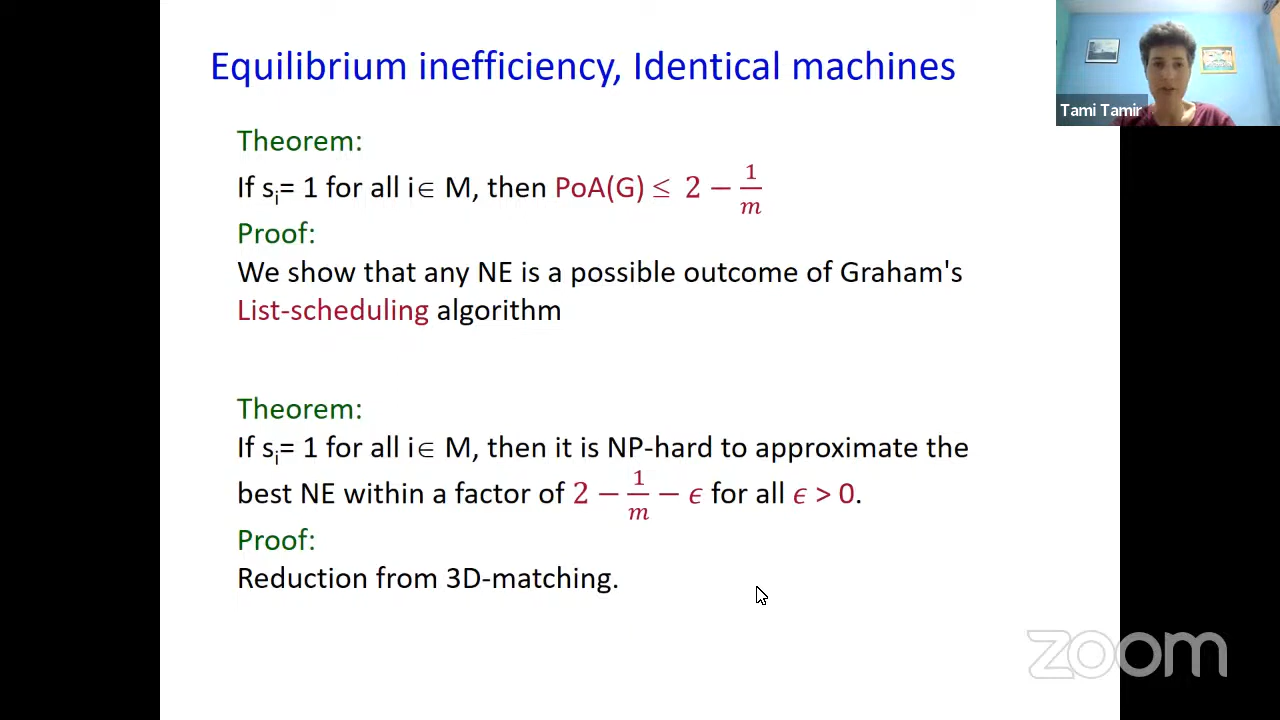 Equilibrium inefficiency, Identical machines
Tami Tamir
Theorem:
If sᵢ= 1 for all i∈ M, then PoA(G) ≤ 2 − 1/m
Proof:
We show that any NE is a possible outcome of Graham's
List-scheduling algorithm
Theorem:
If sᵢ= 1 for all i∈ M, then it is NP-hard to approximate the
best NE within a factor of 2 − 1/m − ϵ for all ϵ > 0.
Proof:
Reduction from 3D-matching.
zoom